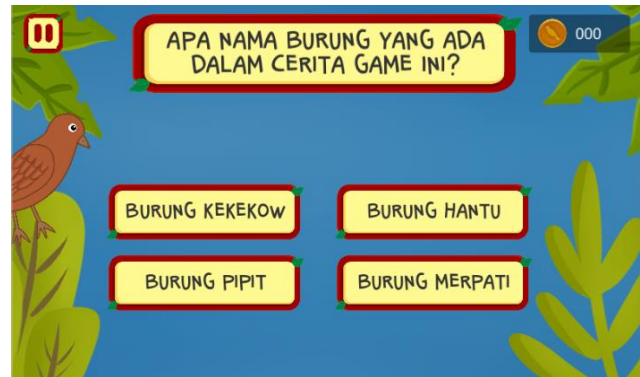 APA NAMA BURUNG YANG ADA
DALAM CERITA GAME INI?
000
BURUNG KEKEKOW
BURUNG HANTU
BURUNG PIPIT
BURUNG MERPATI